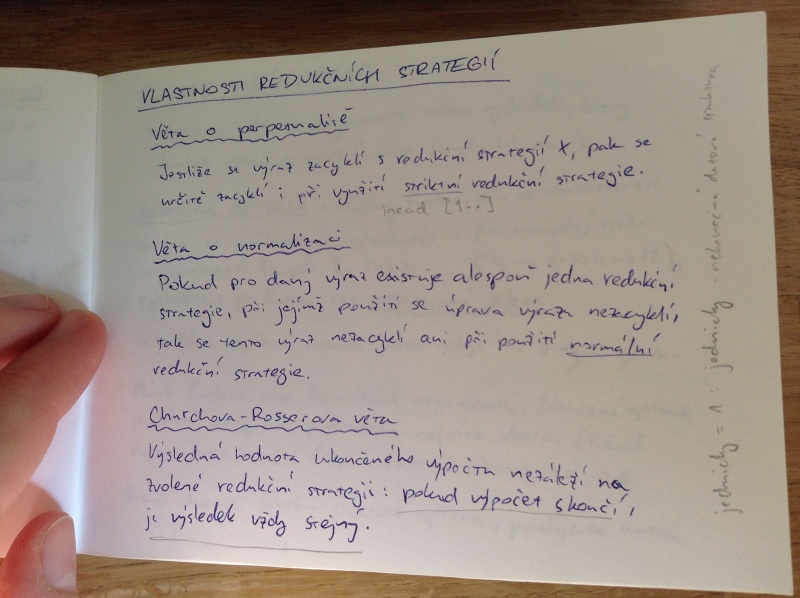 VLASTNOSTI REDUKČNÍCH STRATEGIÍ
Věta o perpetualitě
Jestliže se výraz zacyklí s redukční strategií X, pak se
určitě zacyklí i při využití striktní redukční strategie.
head [1..]
Věta o normalizaci
Pokud pro daný výraz existuje alespoň jedna redukční
strategie, při jejímž použití se úprava výrazu nezacyklí,
tak se tento výraz nezacyklí ani při použití normální
redukční strategie.
Churchova-Rosserova věta
Výsledná hodnota ukončeného výpočtu nezáleží na
zvolené redukční strategii: pokud výpočet skončí,
je výsledek vždy stejný.
jednicky = 1 : jednicky - nekonečná datová struktura